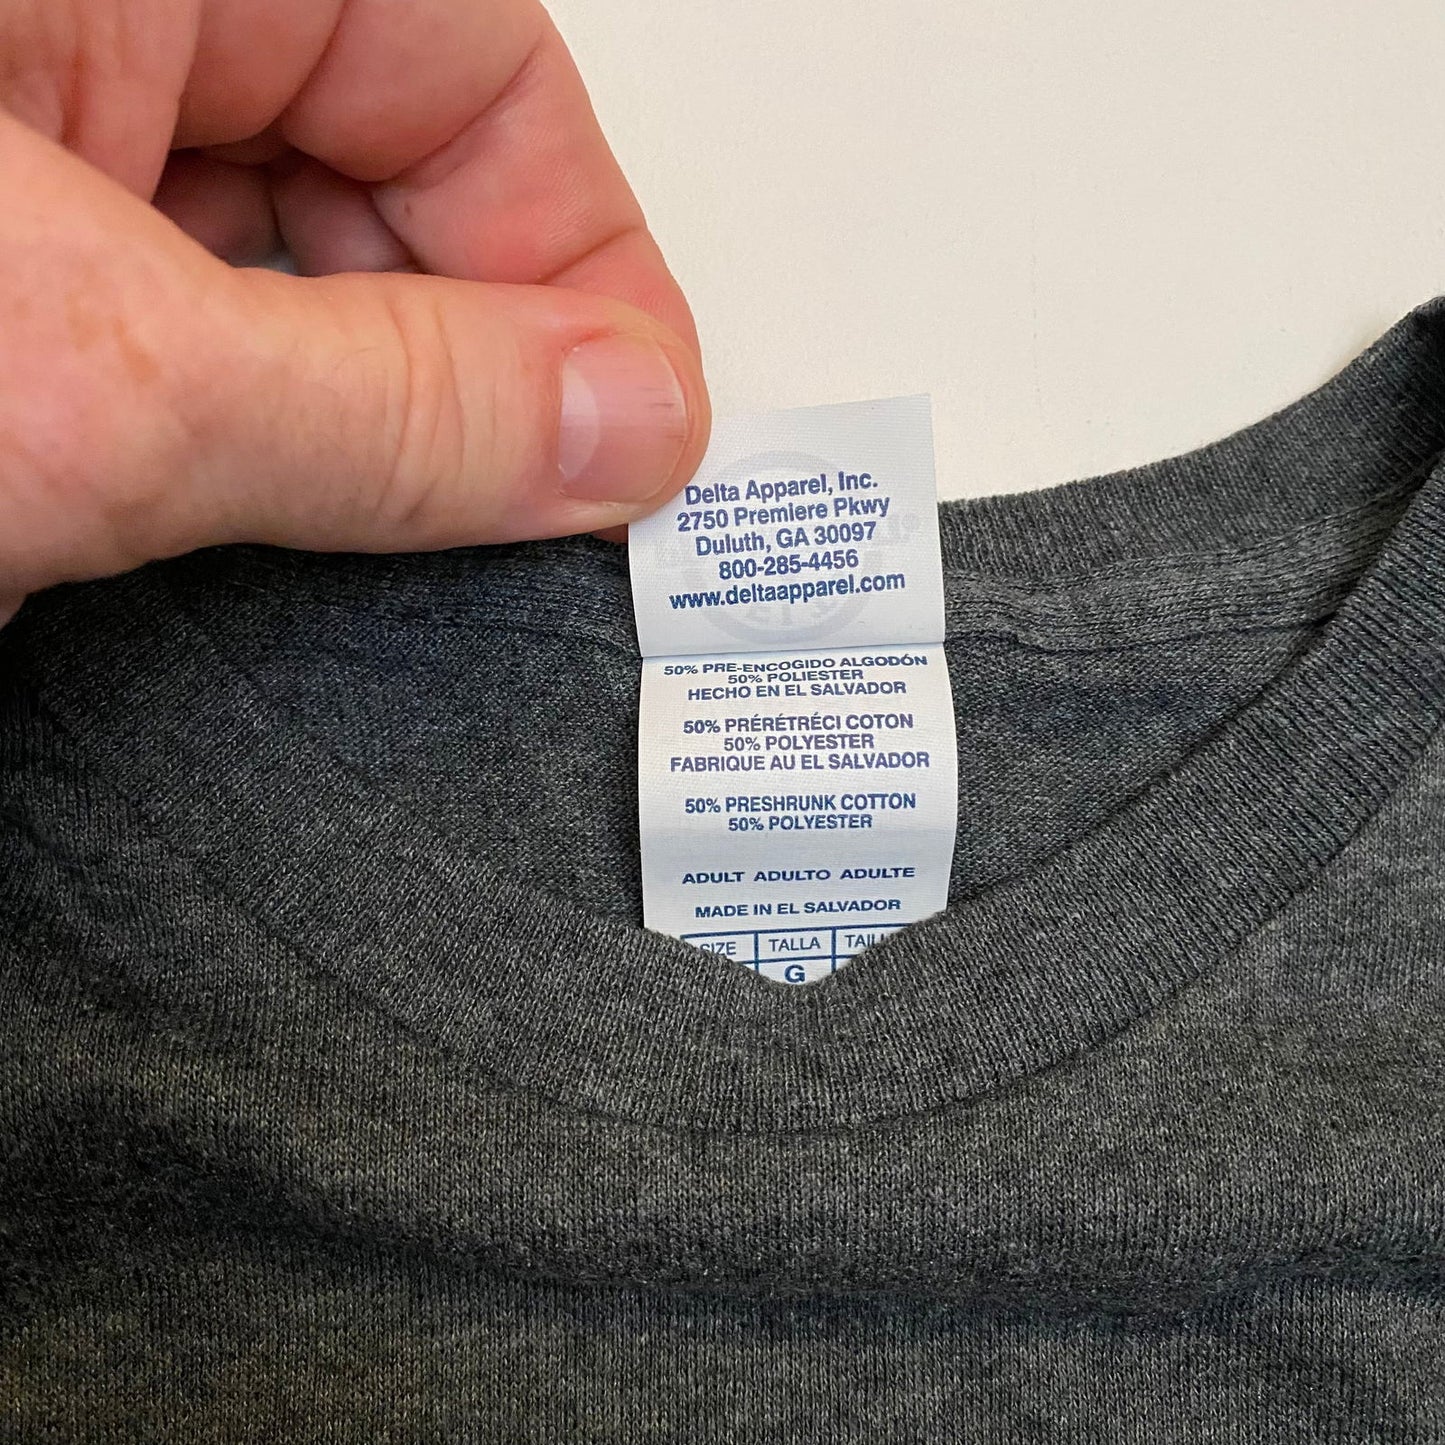 Delta Apparel, Inc.
2750 Premiere Pkwy
Duluth, GA 30097
800-285-4456
www.deltaapparel.com
50% PRE-ENCOGIDO ALGODÓN
50% POLIESTER
HECHO EN EL SALVADOR
50% PRÉRÉTRÉCI COTON
50% POLYESTER
FABRIQUE AU EL SALVADOR
50% PRESHRUNK COTTON
50% POLYESTER
ADULT ADULTO ADULTE
MADE IN EL SALVADOR
SIZE TALLA
G